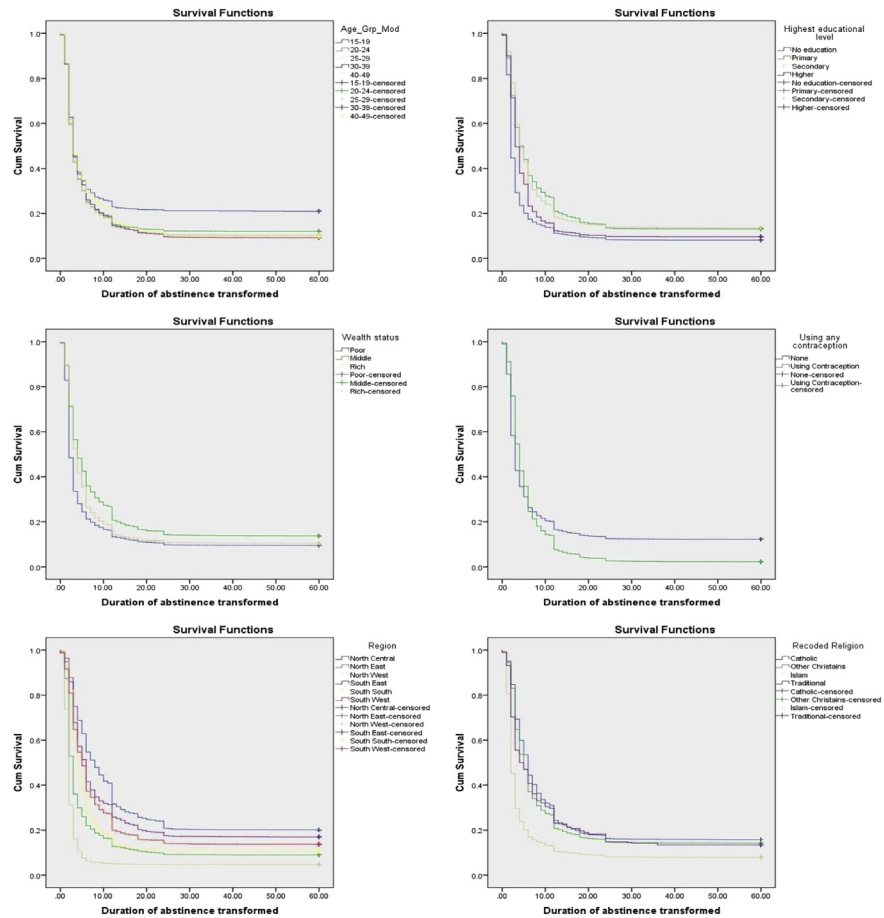 Survival Functions
Cum Survival
1.0
0.8
0.6
0.4
0.2
0.0
.00 10.00 20.00 30.00 40.00 50.00 60.00
Duration of abstinence transformed
Age_Grp_Mod
15-19
20-24
25-29
30-39
40-49
15-19-censored
20-24-censored
25-29-censored
30-39-censored
40-49-censored
Survival Functions
Cum Survival
1.0
0.8
0.6
0.4
0.2
0.0
.00 10.00 20.00 30.00 40.00 50.00 60.00
Duration of abstinence transformed
Highest educational
level
No education
Primary
Secondary
Higher
No education-censored
Primary-censored
Secondary-censored
Higher-censored
Survival Functions
Cum Survival
1.0
0.8
0.6
0.4
0.2
0.0
.00 10.00 20.00 30.00 40.00 50.00 60.00
Duration of abstinence transformed
Wealth status
Poor
Middle
Rich
Poor-censored
Middle-censored
Rich-censored
Survival Functions
Cum Survival
1.0
0.8
0.6
0.4
0.2
0.0
.00 10.00 20.00 30.00 40.00 50.00 60.00
Duration of abstinence transformed
Using any
contraception
None
Using Contraception
None-censored
Using Contraception-
censored
Survival Functions
Cum Survival
1.0
0.8
0.6
0.4
0.2
0.0
.00 10.00 20.00 30.00 40.00 50.00 60.00
Duration of abstinence transformed
Region
North Central
North East
North West
South East
South South
South West
North Central-censored
North East-censored
North West-censored
South East-censored
South South-censored
South West-censored
Survival Functions
Cum Survival
1.0
0.8
0.6
0.4
0.2
0.0
.00 10.00 20.00 30.00 40.00 50.00 60.00
Duration of abstinence transformed
Recoded Religion
Catholic
Other Christains
Islam
Traditional
Catholic-censored
Other Christains-censored
Islam-censored
Traditional-censored